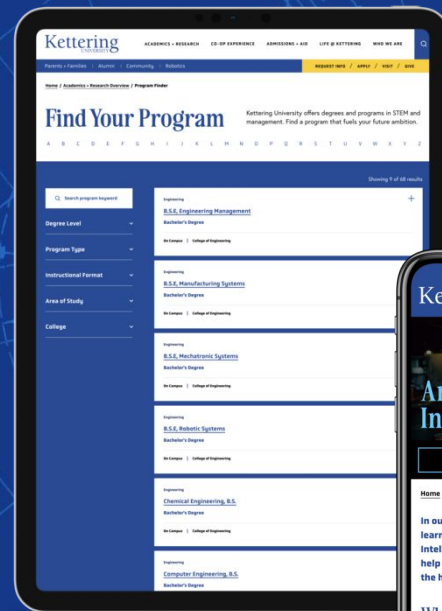 Kettering
UNIVERSITY
ACADEMICS + RESEARCH CO-OP EXPERIENCE ADMISSIONS + AID LIFE @ KETTERING WHO WE ARE
Parents + Families | Alumni | Community | Robotics
REQUEST INFO / APPLY / VISIT / GIVE
Home / Academics + Research Overview / Program Finder
Find Your Program
Kettering University offers degrees and programs in STEM and
management. Find a program that fuels your future ambition.
A B C D E F G H I J K L M N O P Q R S T U V W X Y Z
Showing 9 of 68 results
Search program keyword
Degree Level
Program Type
Instructional Format
Area of Study
College
Engineering
B.S.E, Engineering Management
Bachelor's Degree
On Campus | College of Engineering
Engineering
B.S.E, Manufacturing Systems
Bachelor's Degree
On Campus | College of Engineering
Engineering
B.S.E, Mechatronic Systems
Bachelor's Degree
On Campus | College of Engineering
Engineering
B.S.E, Robotic Systems
Bachelor's Degree
On Campus | College of Engineering
Engineering
Chemical Engineering, B.S.
Bachelor's Degree
On Campus | College of Engineering
Engineering
Computer Engineering, B.S.
Bachelor's Degree
Ke
Ar
In
Home
In ou
learn
Intel
help
the h